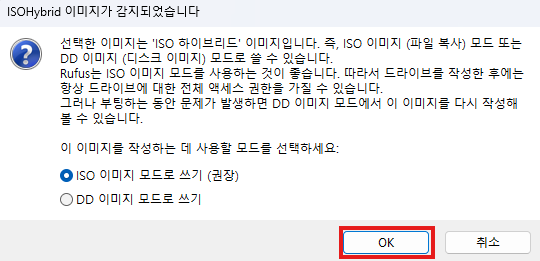 ISOHybrid 이미지가 감지되었습니다
선택한 이미지는 'ISO 하이브리드' 이미지입니다. 즉, ISO 이미지 (파일 복사) 모드 또는
DD 이미지 (디스크 이미지) 모드로 쓸 수 있습니다.
Rufus는 ISO 이미지 모드를 사용하는 것이 좋습니다. 따라서 드라이브를 작성한 후에는
항상 드라이브에 대한 전체 액세스 권한을 가질 수 있습니다.
그러나 부팅하는 동안 문제가 발생하면 DD 이미지 모드에서 이 이미지를 다시 작성해
볼 수 있습니다.
이 이미지를 작성하는 데 사용할 모드를 선택하세요:
ISO 이미지 모드로 쓰기 (권장)
DD 이미지 모드로 쓰기
OK
취소